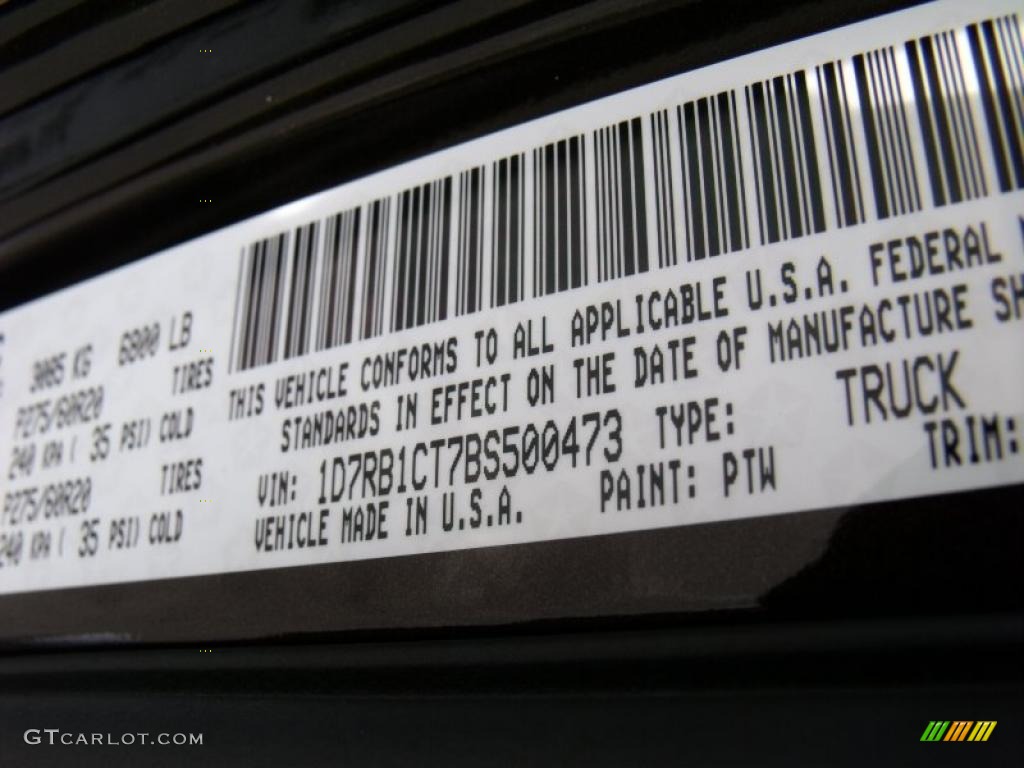 3085 KG 6800 LB
P275/60R20 TIRES
240 KPA ( 35 PSI) COLD
P275/60R20 TIRES
240 KPA ( 35 PSI) COLD
THIS VEHICLE CONFORMS TO ALL APPLICABLE U.S.A. FEDERAL
STANDARDS IN EFFECT ON THE DATE OF MANUFACTURE SH
VIN: 1D7RB1CT7BS500473 TYPE: TRUCK
VEHICLE MADE IN U.S.A. PAINT: PTW TRIM:
GTCARLOT.COM